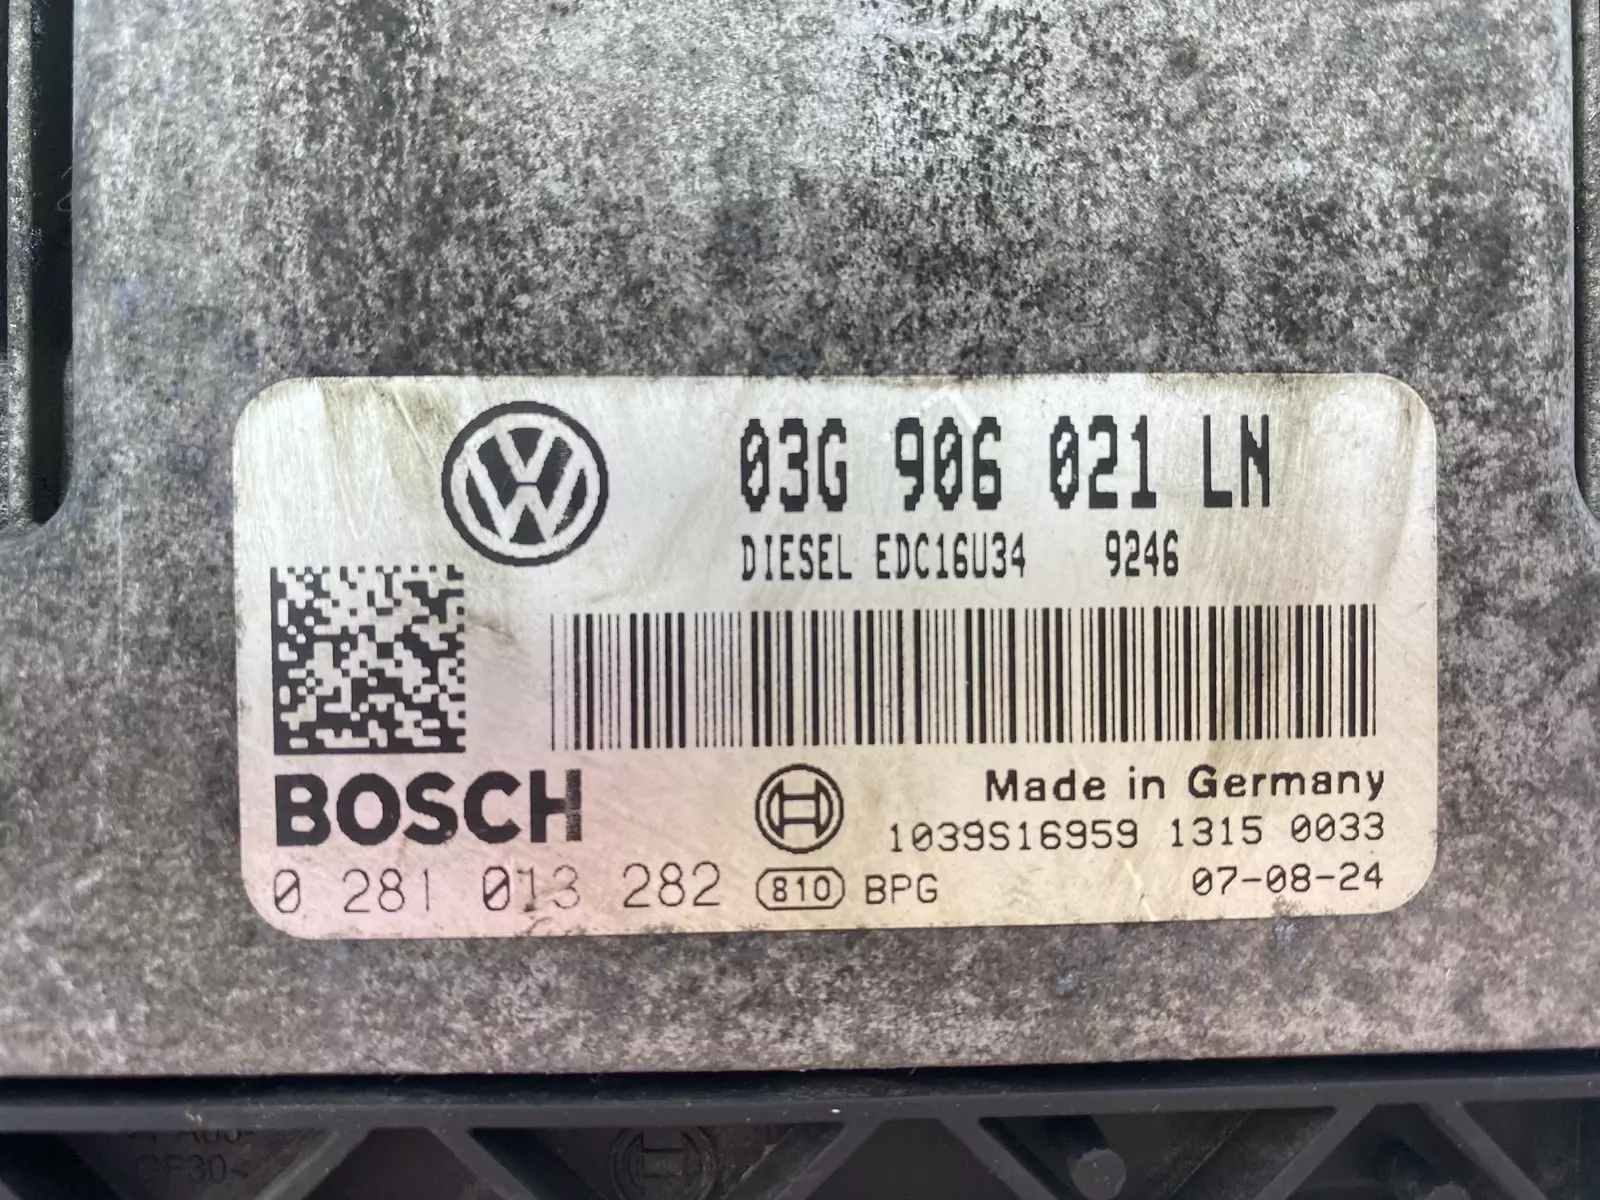 03G 906 021 LN
DIESEL EDC16U34 9246
BOSCH
Made in Germany
1039S16959 1315 0033
0 281 013 282 810 BPG 07-08-24
GF30<